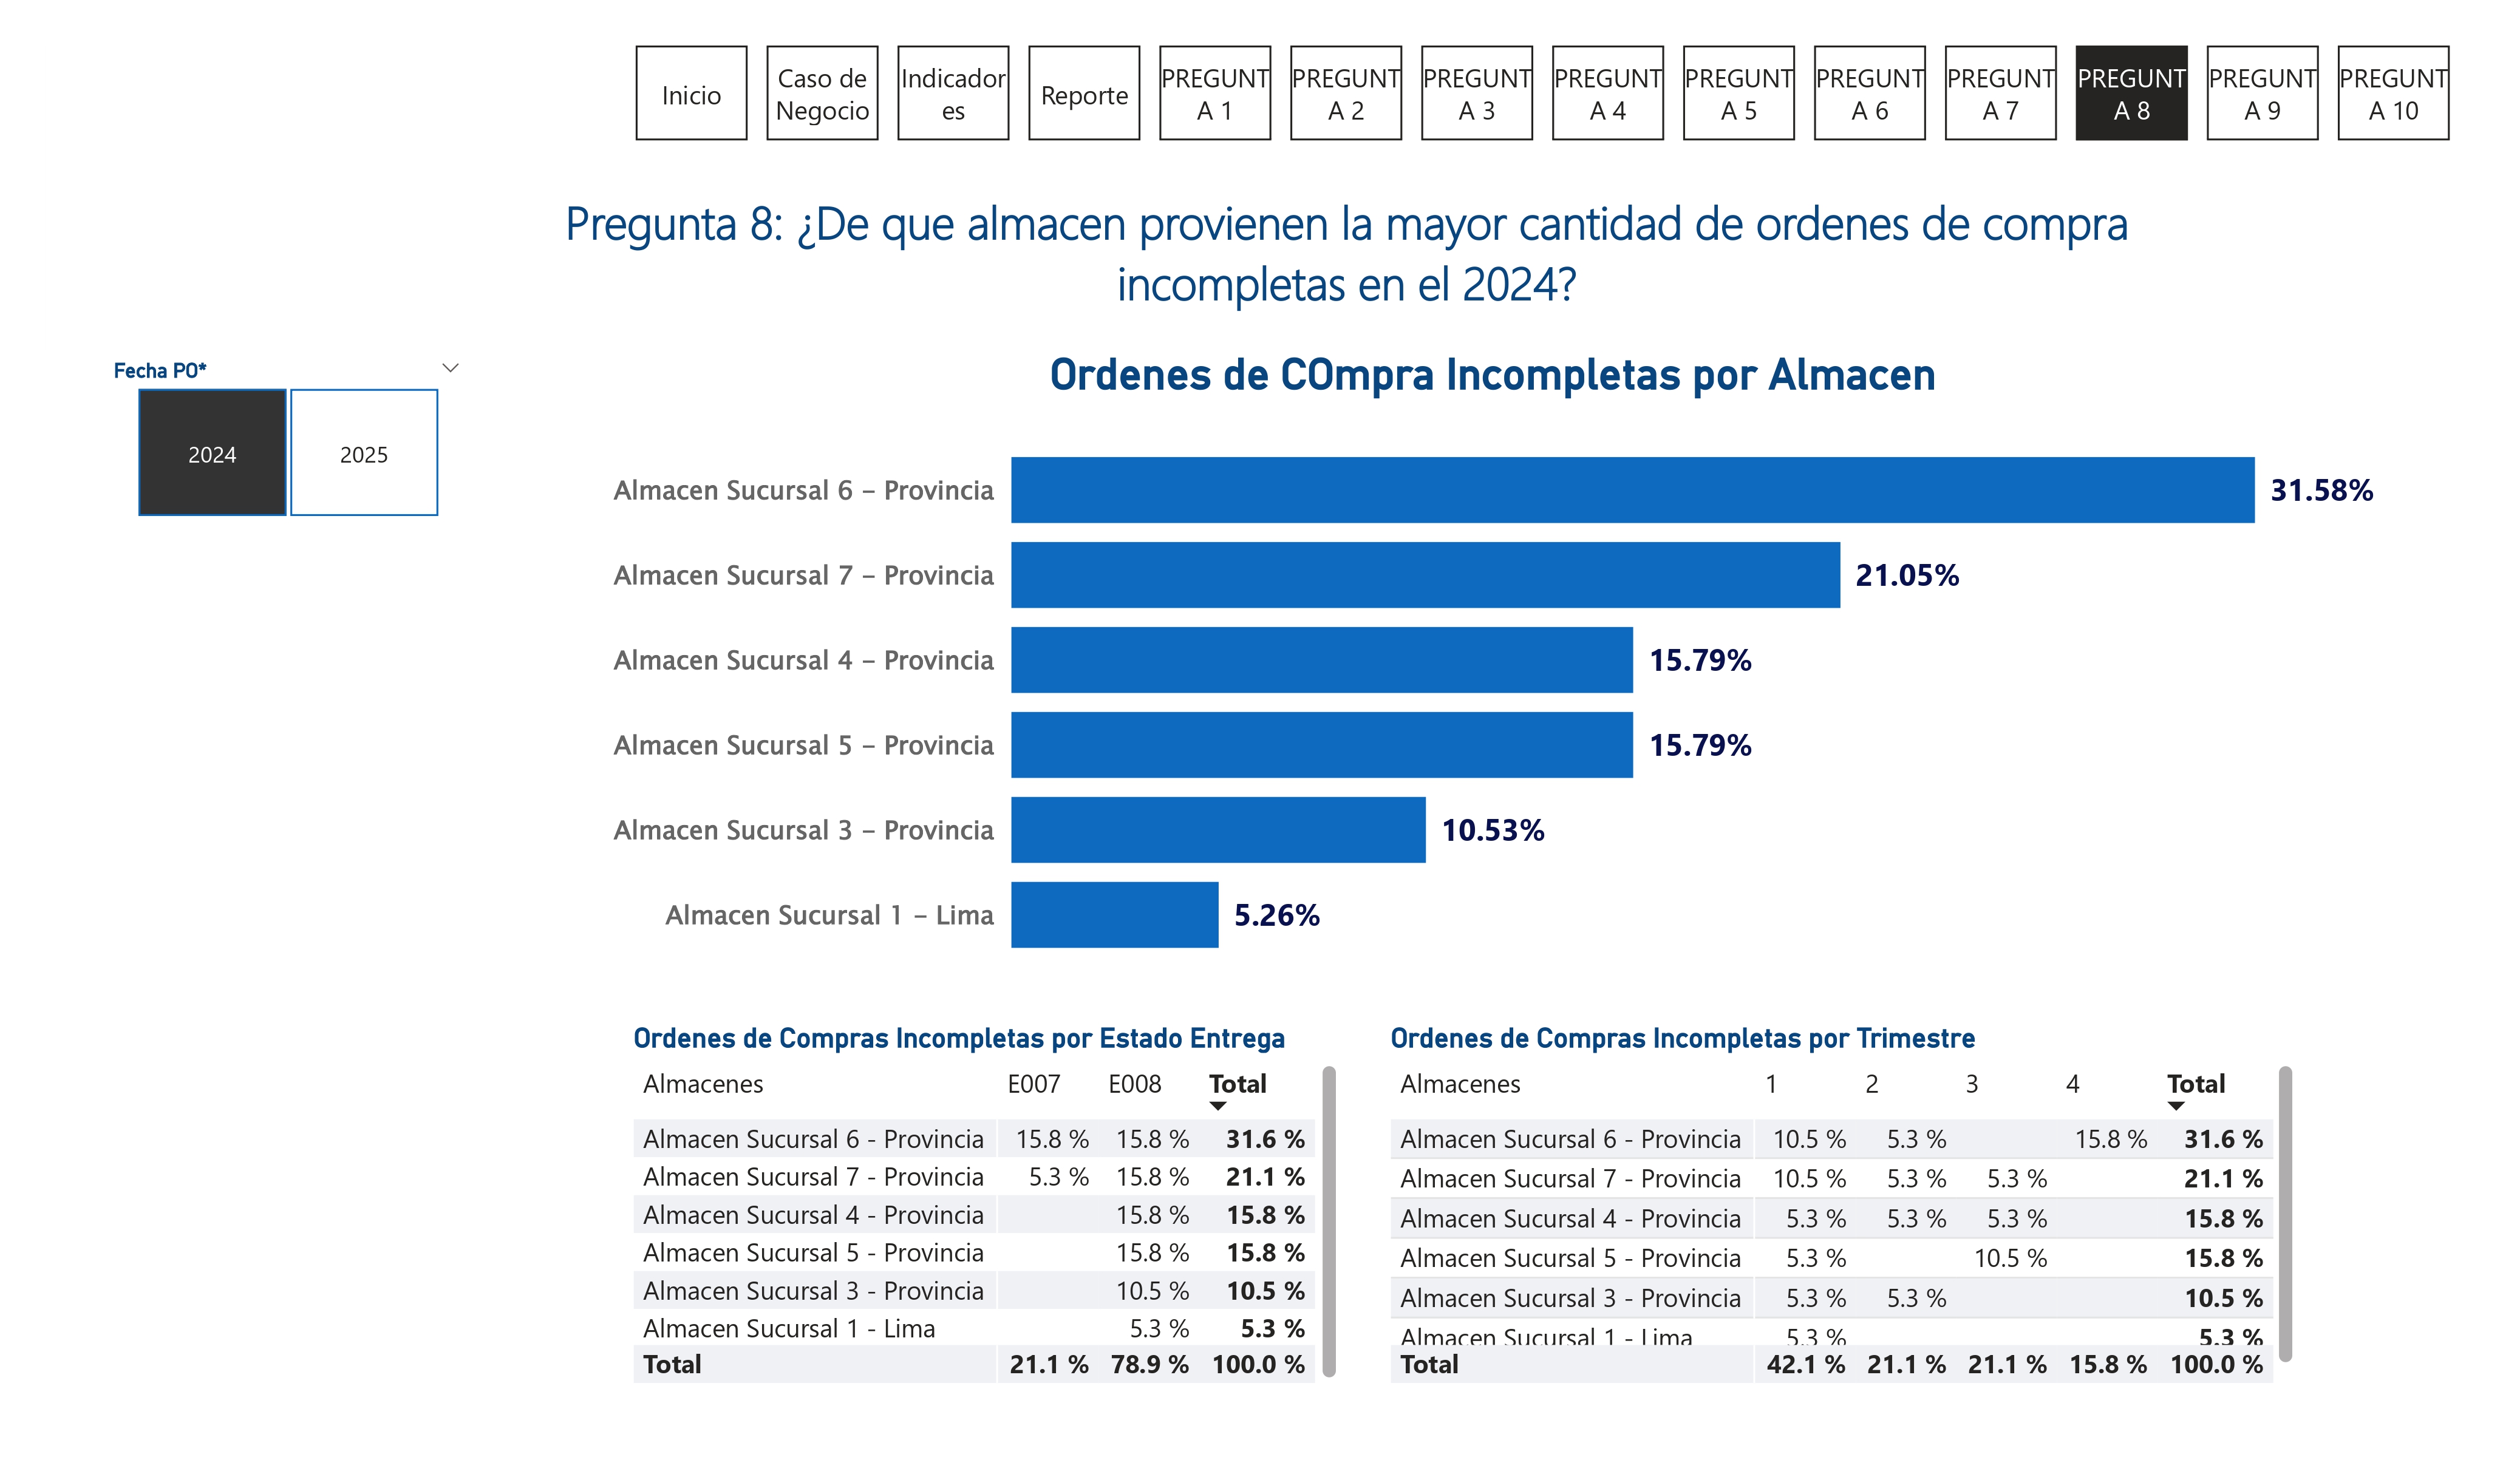 Inicio
Caso de
Negocio
Indicador
es
Reporte
PREGUNT
A 1
PREGUNT
A 2
PREGUNT
A 3
PREGUNT
A 4
PREGUNT
A 5
PREGUNT
A 6
PREGUNT
A 7
PREGUNT
A 8
PREGUNT
A 9
PREGUNT
A 10
Pregunta 8: ¿De que almacen provienen la mayor cantidad de ordenes de compra
incompletas en el 2024?
Fecha PO*
2024 2025
Ordenes de COmpra Incompletas por Almacen
Almacen Sucursal 6 – Provincia 31.58%
Almacen Sucursal 7 – Provincia 21.05%
Almacen Sucursal 4 – Provincia 15.79%
Almacen Sucursal 5 – Provincia 15.79%
Almacen Sucursal 3 – Provincia 10.53%
Almacen Sucursal 1 – Lima 5.26%
Ordenes de Compras Incompletas por Estado Entrega
Almacenes E007 E008 Total
Almacen Sucursal 6 - Provincia 15.8 % 15.8 % 31.6 %
Almacen Sucursal 7 - Provincia 5.3 % 15.8 % 21.1 %
Almacen Sucursal 4 - Provincia 15.8 % 15.8 %
Almacen Sucursal 5 - Provincia 15.8 % 15.8 %
Almacen Sucursal 3 - Provincia 10.5 % 10.5 %
Almacen Sucursal 1 - Lima 5.3 % 5.3 %
Total 21.1 % 78.9 % 100.0 %
Ordenes de Compras Incompletas por Trimestre
Almacenes 1 2 3 4 Total
Almacen Sucursal 6 - Provincia 10.5 % 5.3 % 15.8 % 31.6 %
Almacen Sucursal 7 - Provincia 10.5 % 5.3 % 5.3 % 21.1 %
Almacen Sucursal 4 - Provincia 5.3 % 5.3 % 5.3 % 15.8 %
Almacen Sucursal 5 - Provincia 5.3 % 10.5 % 15.8 %
Almacen Sucursal 3 - Provincia 5.3 % 5.3 % 10.5 %
Almacen Sucursal 1 - Lima 5.3 % 5.3 %
Total 42.1 % 21.1 % 21.1 % 15.8 % 100.0 %